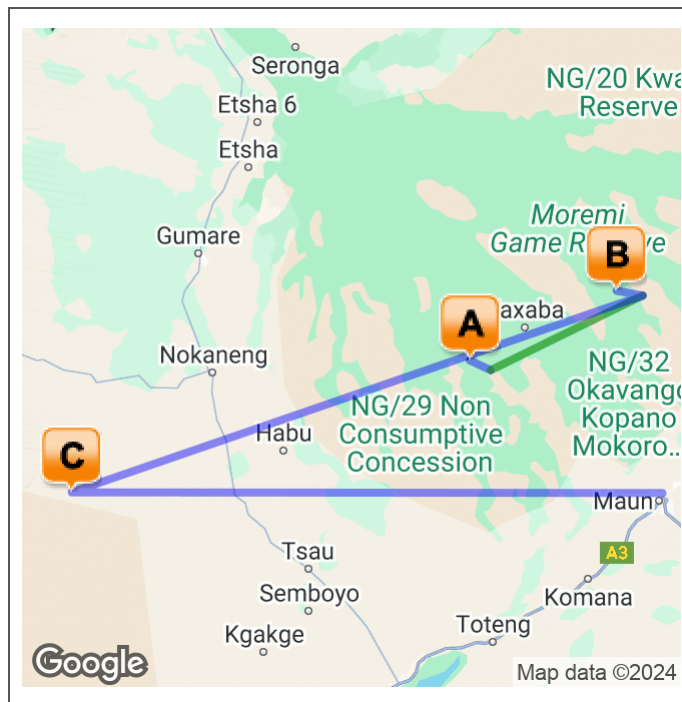 Seronga
NG/20 Kwa
Reserve
Etsha 6
Etsha
Moremi
Game R
ve
Gumare
B
A
axaba
Nokaneng
NG/32
Okavango
Kopano
Mokoro...
NG/29 Non
Consumptive
Concession
Habu
C
Maun
Tsau
A3
Semboyo
Komana
Toteng
Kgakge
Google
Map data ©2024